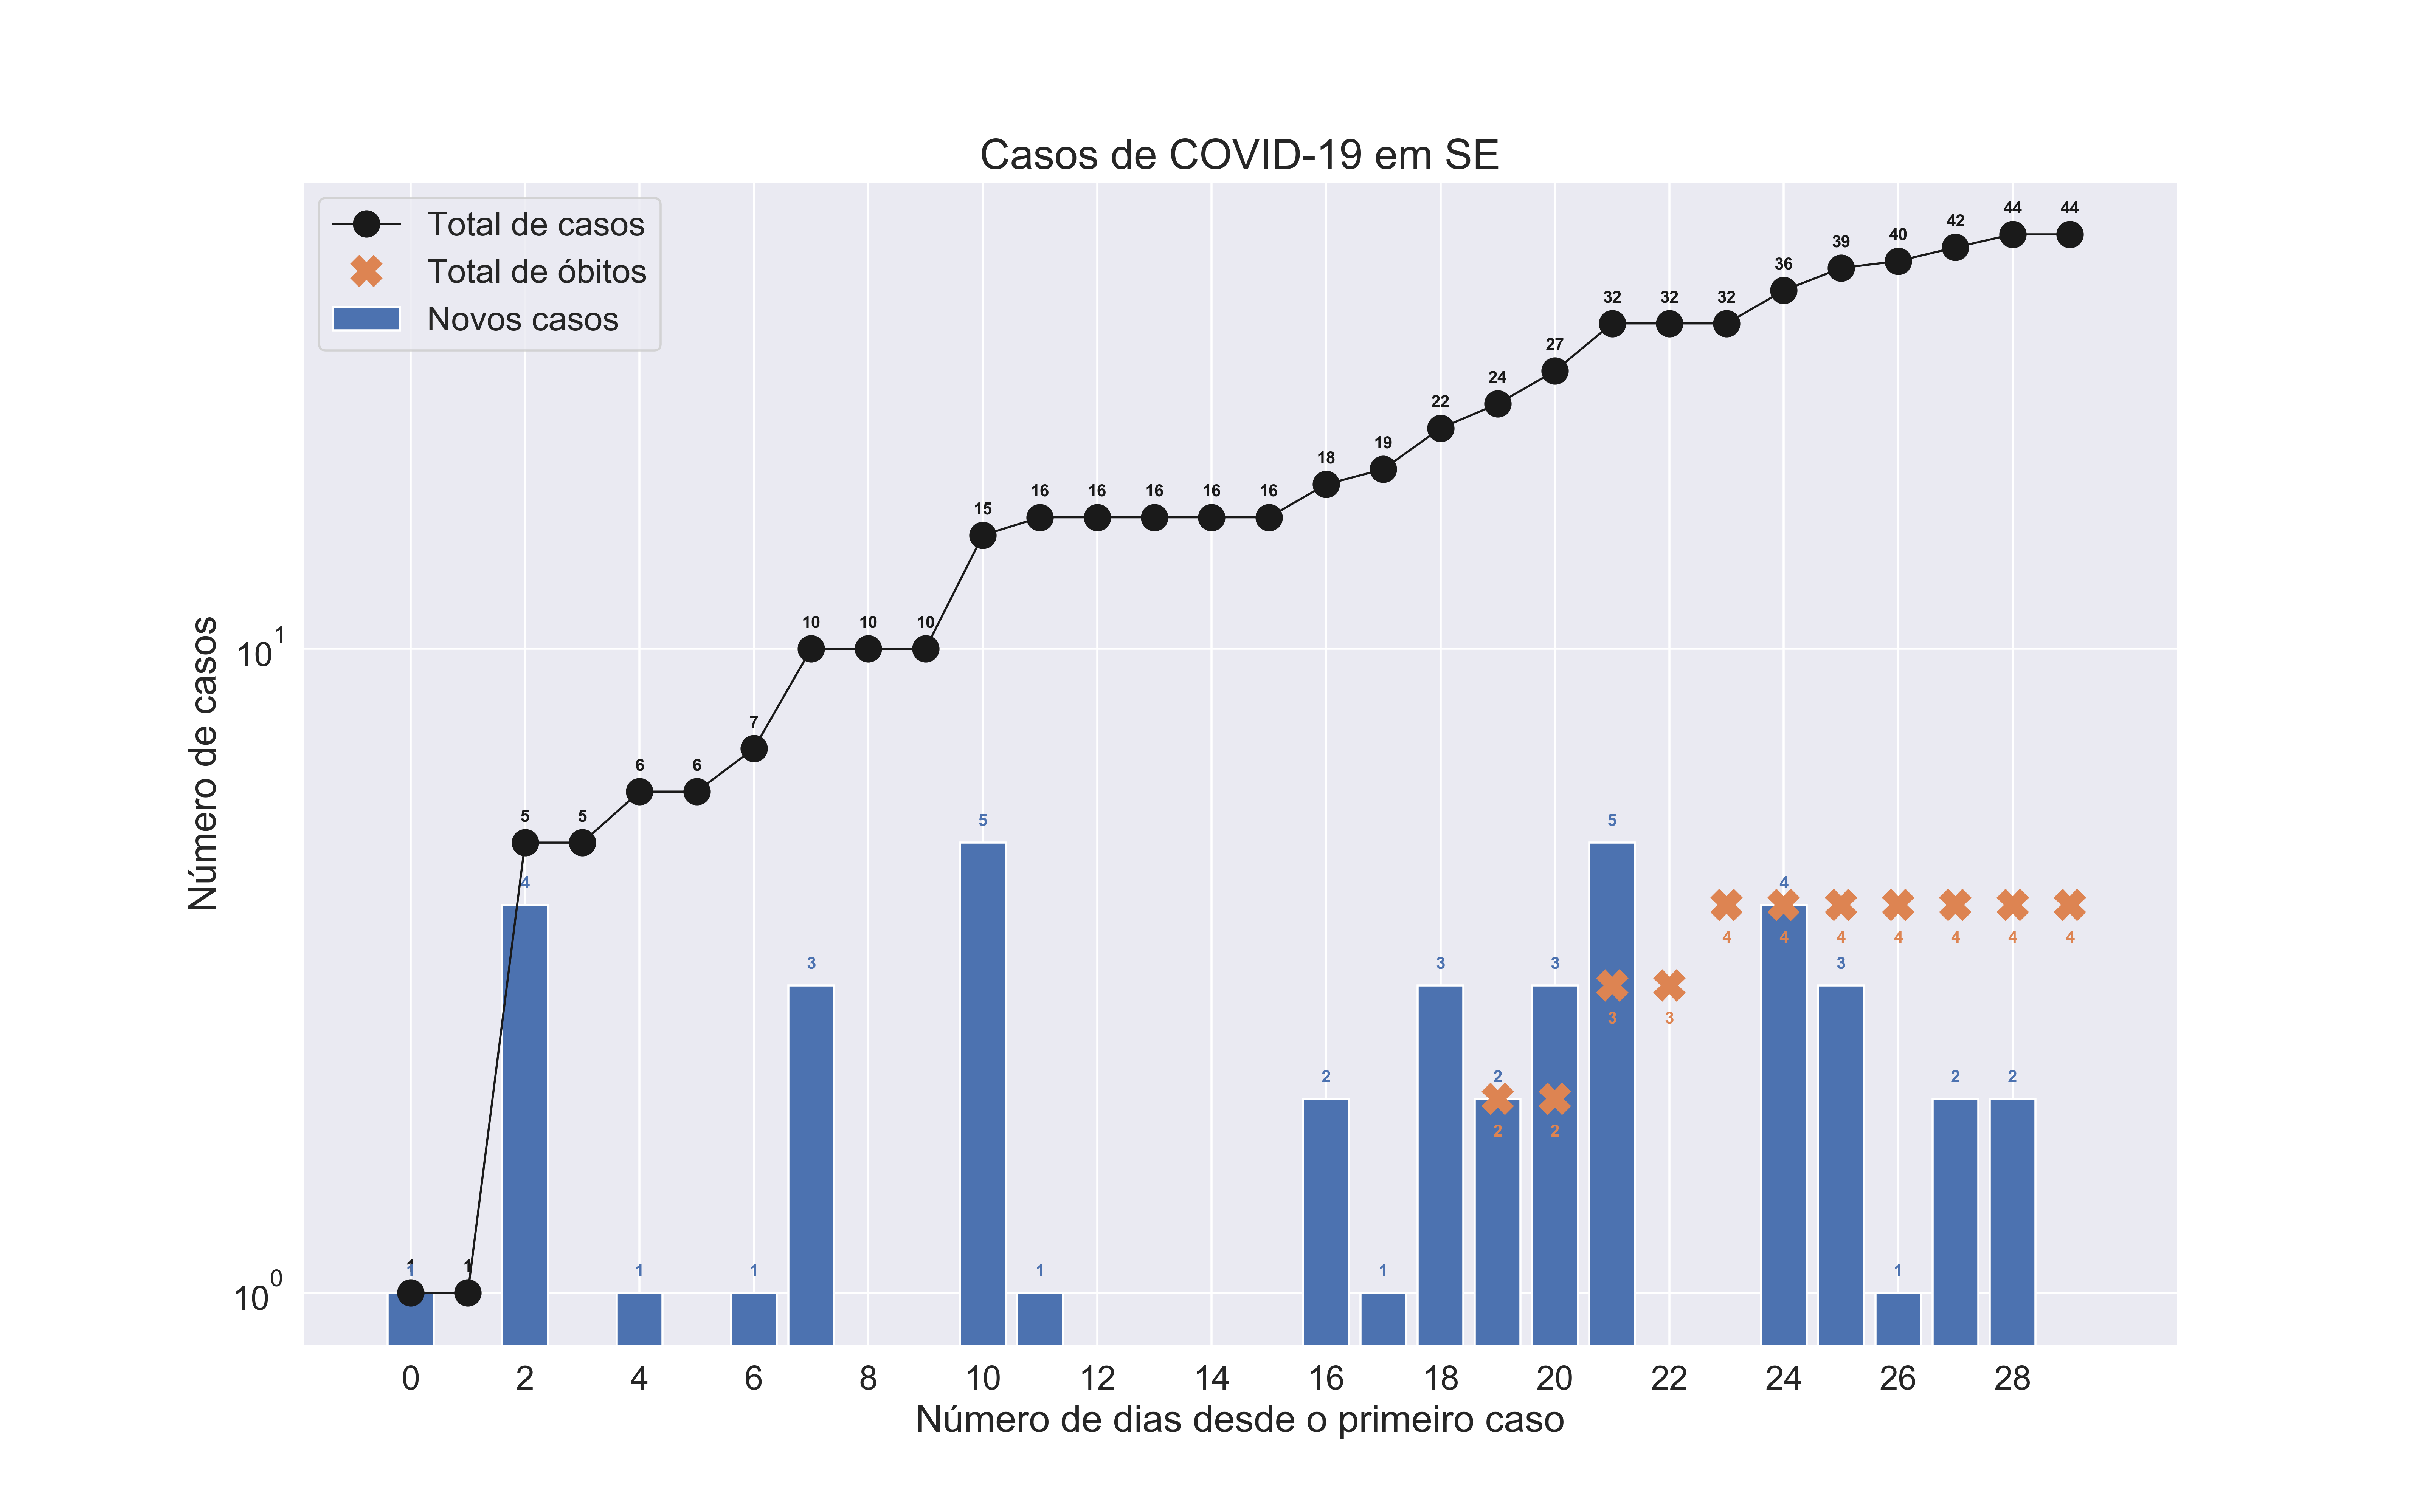 Casos de COVID-19 em SE
Total de casos
Total de óbitos
Novos casos
44 44
42
40
39
36
32 32 32
27
24
22
19
18
16 16 16 16 16
15
10 10 10
7
6 6
5 5
1 1
5 5
4 4
3 3 3 3
2 2 2 2
1 1 1 1 1 1
4 4 4 4 4 4 4
3 3
2 2
10^1
10^0
Número de casos
0 2 4 6 8 10 12 14 16 18 20 22 24 26 28
Número de dias desde o primeiro caso